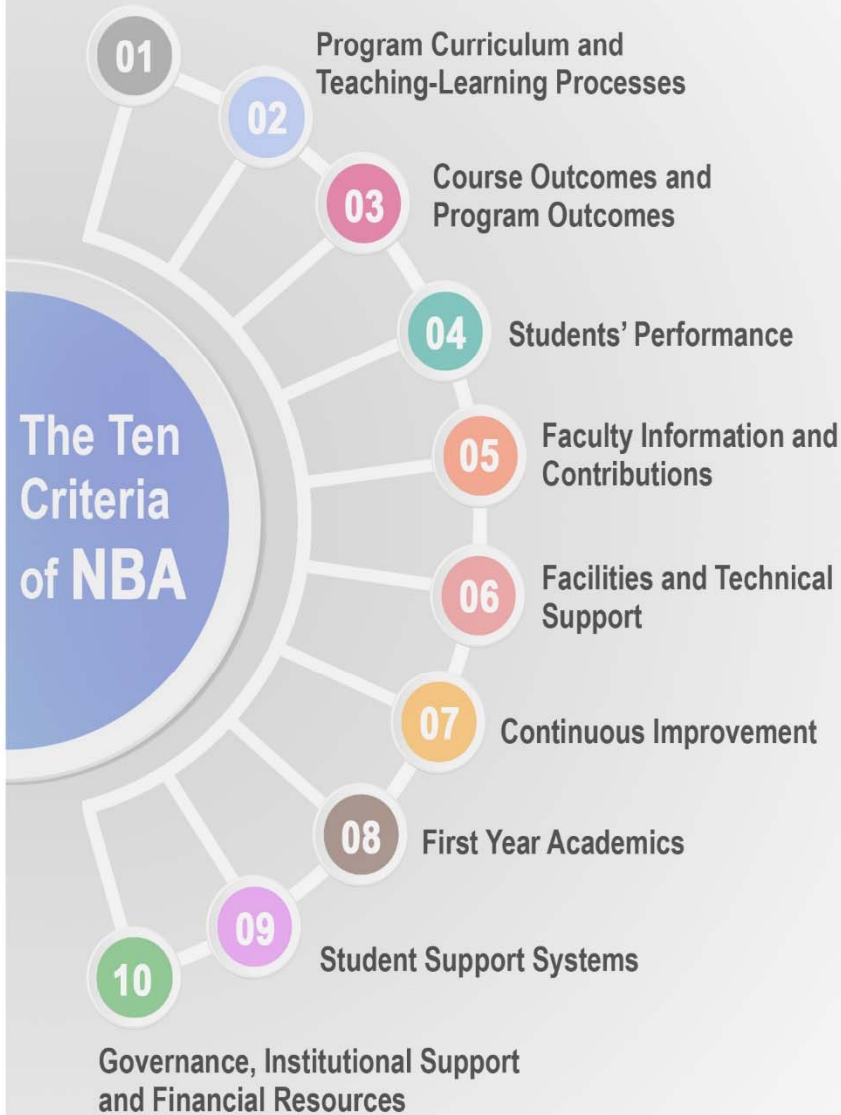 01
02
Program Curriculum and
Teaching-Learning Processes
03
Course Outcomes and
Program Outcomes
04
Students’ Performance
The Ten
Criteria
of NBA
05
Faculty Information and
Contributions
06
Facilities and Technical
Support
07
Continuous Improvement
08
First Year Academics
09
Student Support Systems
10
Governance, Institutional Support
and Financial Resources